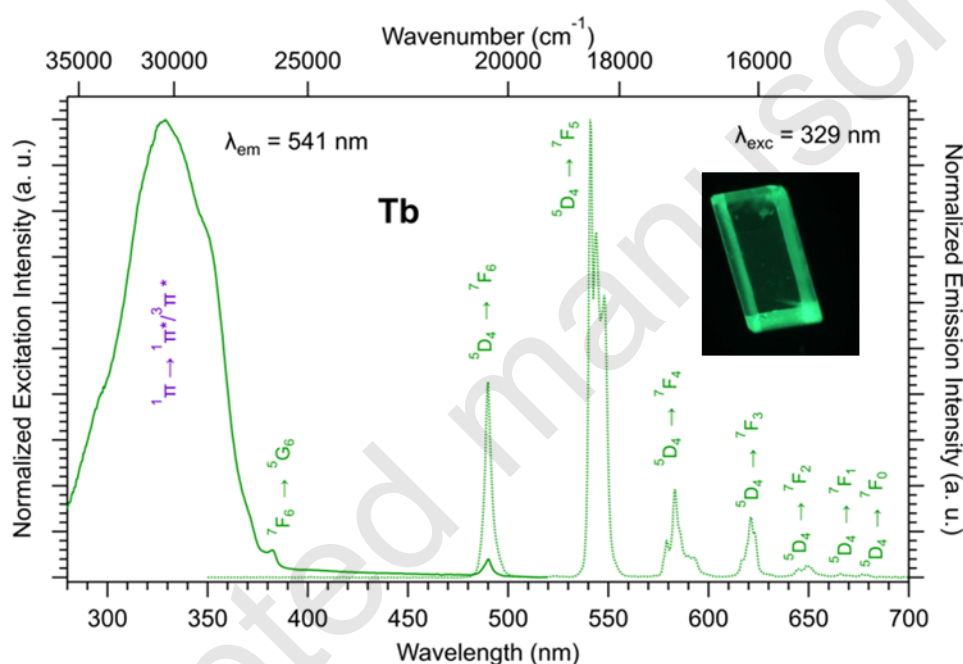 Wavenumber (cm⁻¹)
35000 30000 25000 20000 18000 16000
λem = 541 nm
λexc = 329 nm
Tb
Normalized Excitation Intensity (a. u.)
Normalized Emission Intensity (a. u.)
¹π → ¹π*/³π*
⁷F₆ → ⁵G₆
⁵D₄ → ⁷F₆
⁵D₄ → ⁷F₅
⁵D₄ → ⁷F₄
⁵D₄ → ⁷F₃
⁵D₄ → ⁷F₂
⁵D₄ → ⁷F₁
⁵D₄ → ⁷F₀
300 350 400 450 500 550 600 650 700
Wavelength (nm)
ted manusc